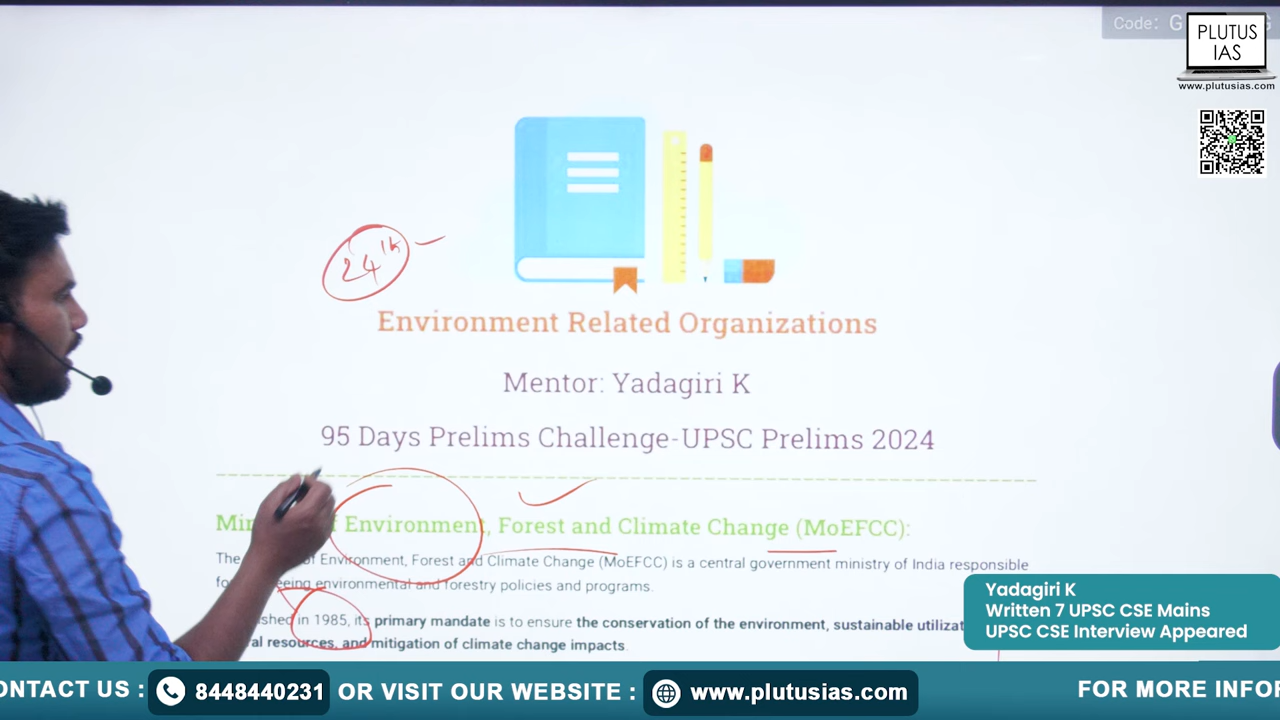 Code: G
PLUTUS
IAS
www.plutusias.com
24th
Environment Related Organizations
Mentor: Yadagiri K
95 Days Prelims Challenge-UPSC Prelims 2024
Environment, Forest and Climate Change (MoEFCC):
The of Environment, Forest and Climate Change (MoEFCC) is a central government ministry of India responsible
environmental and forestry policies and programs.
in 1985, its primary mandate is to ensure the conservation of the environment, sustainable
resources, and mitigation of climate change impacts.
Yadagiri K
Written 7 UPSC CSE Mains
UPSC CSE Interview Appeared
ONTACT US : 8448440231 OR VISIT OUR WEBSITE : www.plutusias.com FOR MORE INFOR